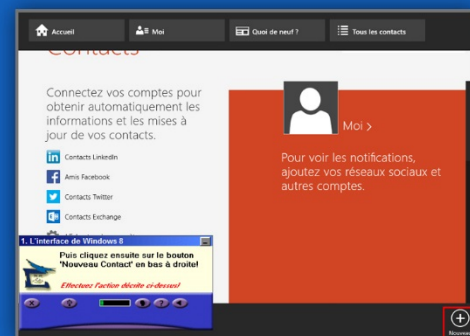 Accueil
Moi
Quoi de neuf ?
Tous les contacts
Contacts
Connectez vos comptes pour
obtenir automatiquement les
informations et les mises à
jour de vos contacts.
in Contacts LinkedIn
f Amis Facebook
Contacts Twitter
Contacts Exchange
Moi >
Pour voir les notifications,
ajoutez vos réseaux sociaux et
autres comptes.
1. L'interface de Windows 8
Puis cliquez ensuite sur le bouton
'Nouveau Contact' en bas à droite!
Effectuez l'action décrite ci-dessus!
Nouveau